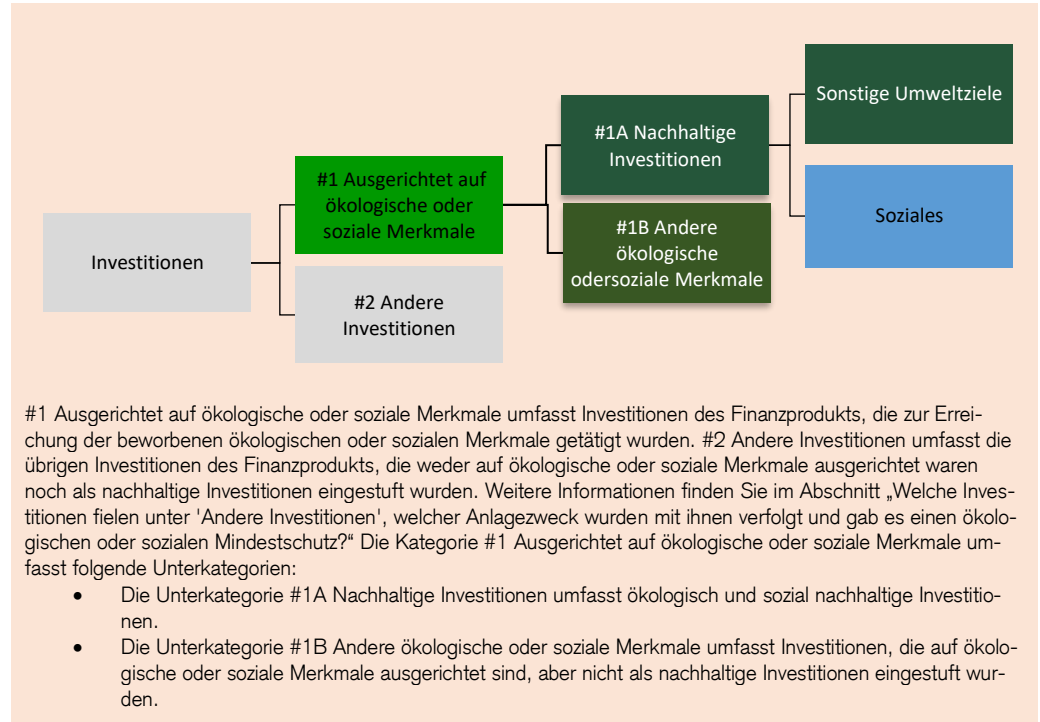 Investitionen
#1 Ausgerichtet auf
ökologische oder
soziale Merkmale
#2 Andere
Investitionen
#1A Nachhaltige
Investitionen
#1B Andere
ökologische
odersoziale Merkmale
Sonstige Umweltziele
Soziales
#1 Ausgerichtet auf ökologische oder soziale Merkmale umfasst Investitionen des Finanzprodukts, die zur Errei-
chung der beworbenen ökologischen oder sozialen Merkmale getätigt wurden. #2 Andere Investitionen umfasst die
übrigen Investitionen des Finanzprodukts, die weder auf ökologische oder soziale Merkmale ausgerichtet waren
noch als nachhaltige Investitionen eingestuft wurden. Weitere Informationen finden Sie im Abschnitt „Welche Inves-
titionen fielen unter 'Andere Investitionen', welcher Anlagezweck wurden mit ihnen verfolgt und gab es einen ökolo-
gischen oder sozialen Mindestschutz?“ Die Kategorie #1 Ausgerichtet auf ökologische oder soziale Merkmale um-
fasst folgende Unterkategorien:
• Die Unterkategorie #1A Nachhaltige Investitionen umfasst ökologisch und sozial nachhaltige Investitio-
nen.
• Die Unterkategorie #1B Andere ökologische oder soziale Merkmale umfasst Investitionen, die auf ökolo-
gische oder soziale Merkmale ausgerichtet sind, aber nicht als nachhaltige Investitionen eingestuft wur-
den.